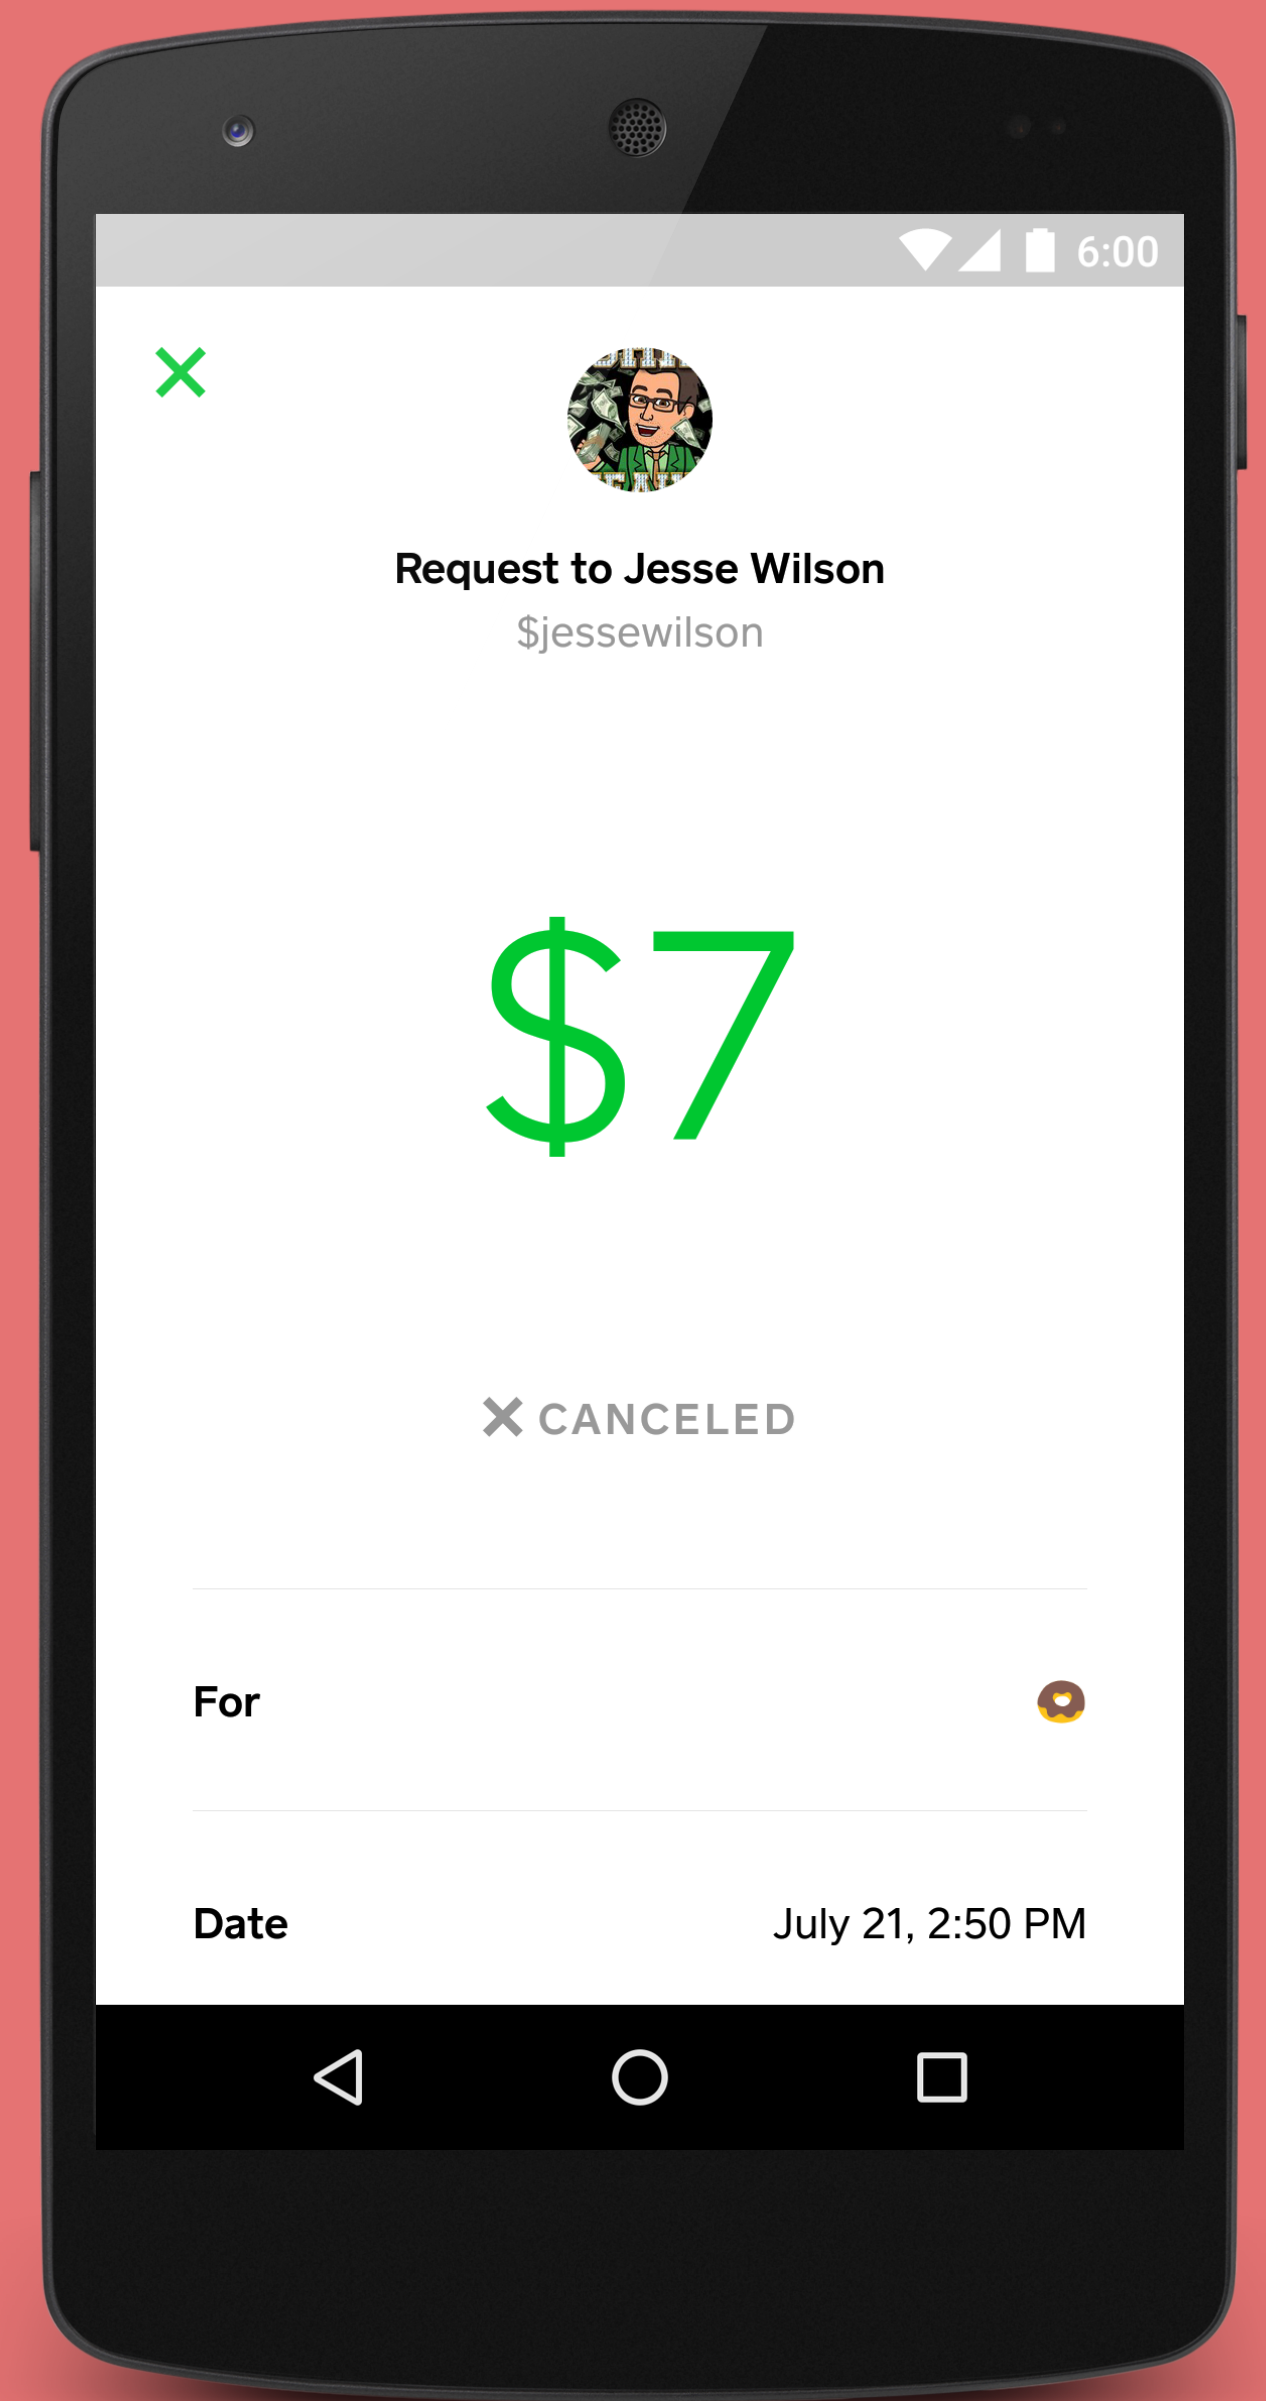 6:00
Request to Jesse Wilson
$jessewilson
$7
CANCELED
For
Date
July 21, 2:50 PM